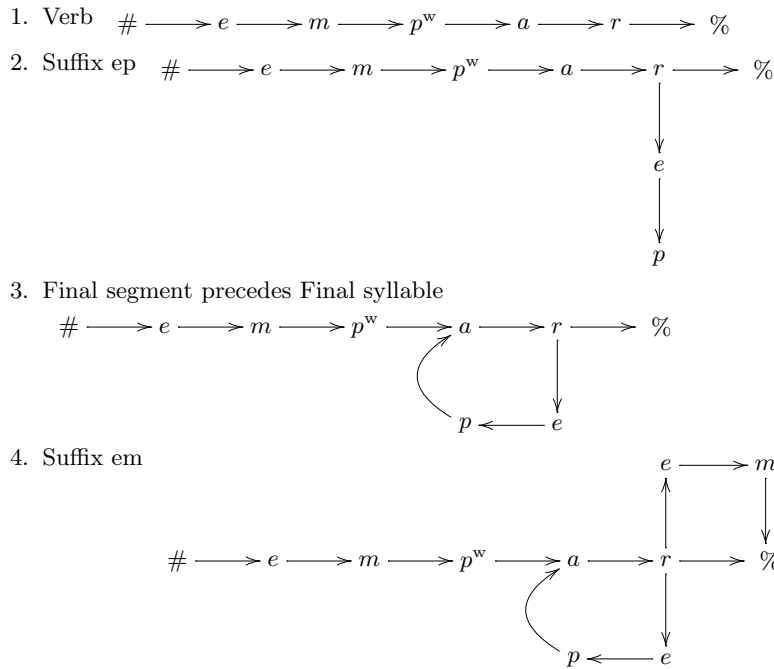 1. Verb # e m pʷ a r %
2. Suffix ep # e m pʷ a r %
e
p
3. Final segment precedes Final syllable
# e m pʷ a r %
p e
4. Suffix em
e m
# e m pʷ a r %
p e